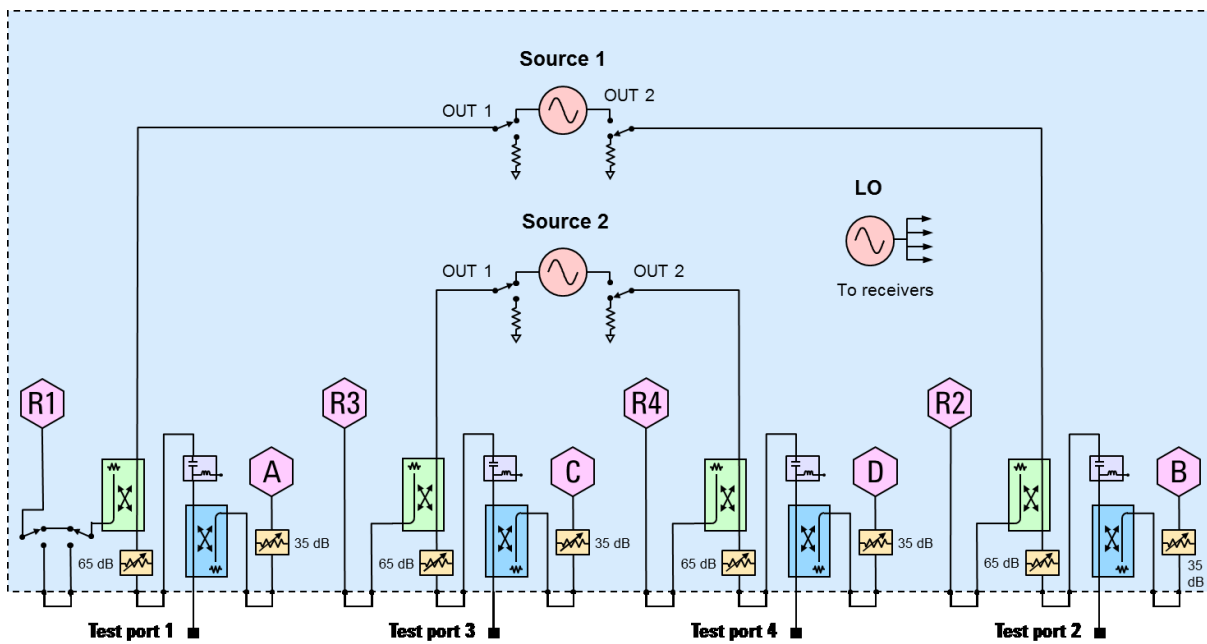 Source 1
OUT 1
OUT 2
LO
To receivers
Source 2
OUT 1
OUT 2
R1
R3
R4
R2
A
C
D
B
65 dB
35 dB
65 dB
35 dB
65 dB
35 dB
65 dB
35
dB
Test port 1
Test port 3
Test port 4
Test port 2